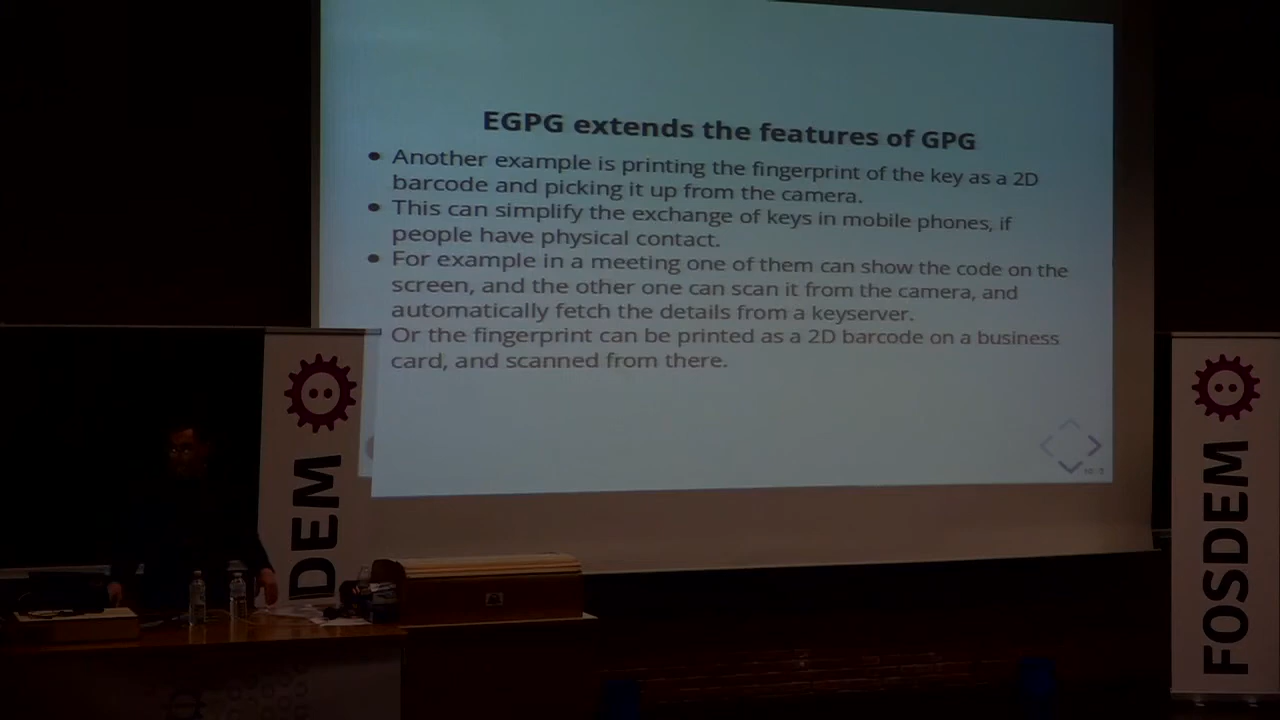 EGPG extends the features of GPG
Another example is printing the fingerprint of the key as a 2D
barcode and picking it up from the camera.
This can simplify the exchange of keys in mobile phones, if
people have physical contact.
For example in a meeting one of them can show the code on the
screen, and the other one can scan it from the camera, and
automatically fetch the details from a keyserver.
Or the fingerprint can be printed as a 2D barcode on a business
card, and scanned from there.
DEM
FOSDEM